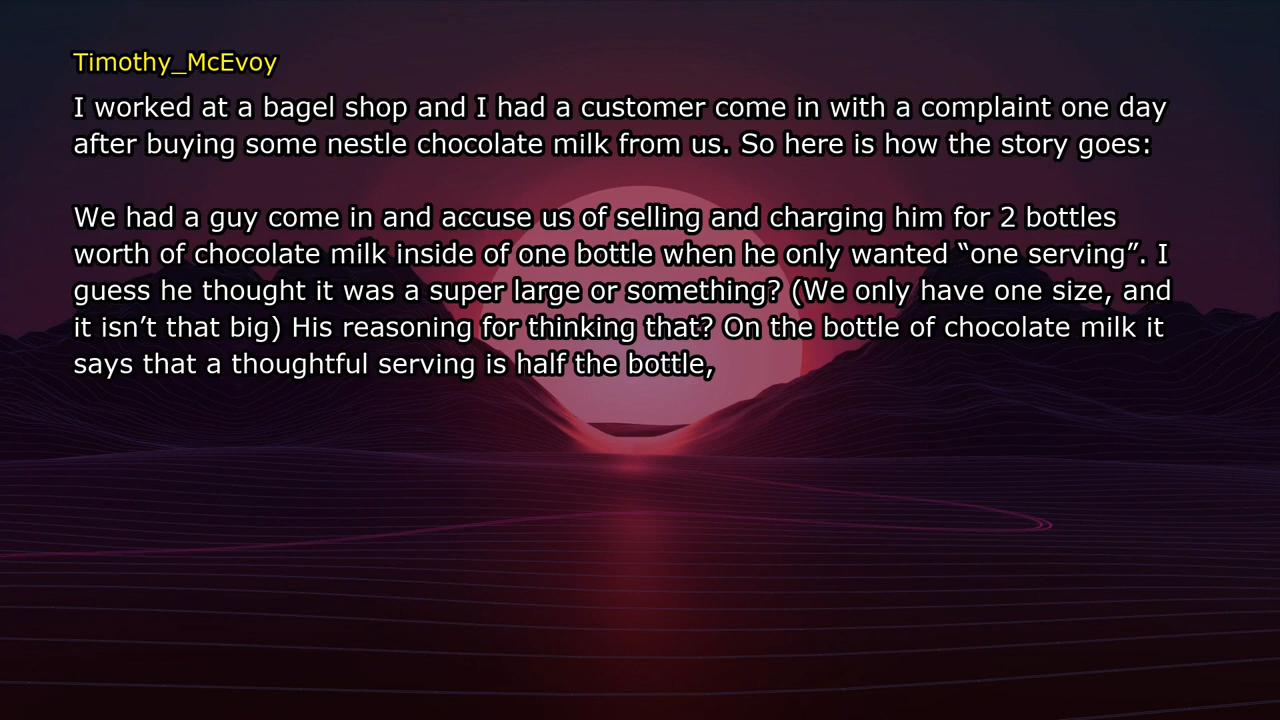 Timothy_McEvoy
I worked at a bagel shop and I had a customer come in with a complaint one day
after buying some nestle chocolate milk from us. So here is how the story goes:
We had a guy come in and accuse us of selling and charging him for 2 bottles
worth of chocolate milk inside of one bottle when he only wanted “one serving”. I
guess he thought it was a super large or something? (We only have one size, and
it isn’t that big) His reasoning for thinking that? On the bottle of chocolate milk it
says that a thoughtful serving is half the bottle,